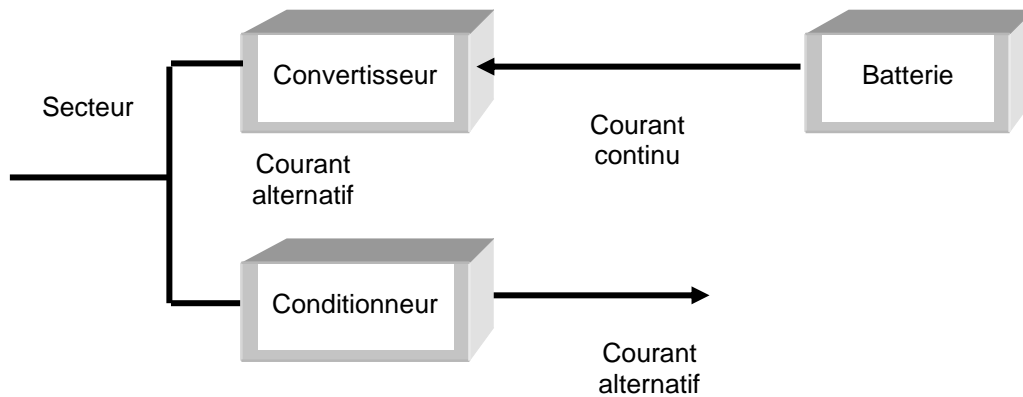 Convertisseur
Batterie
Secteur
Courant
continu
Courant
alternatif
Conditionneur
Courant
alternatif